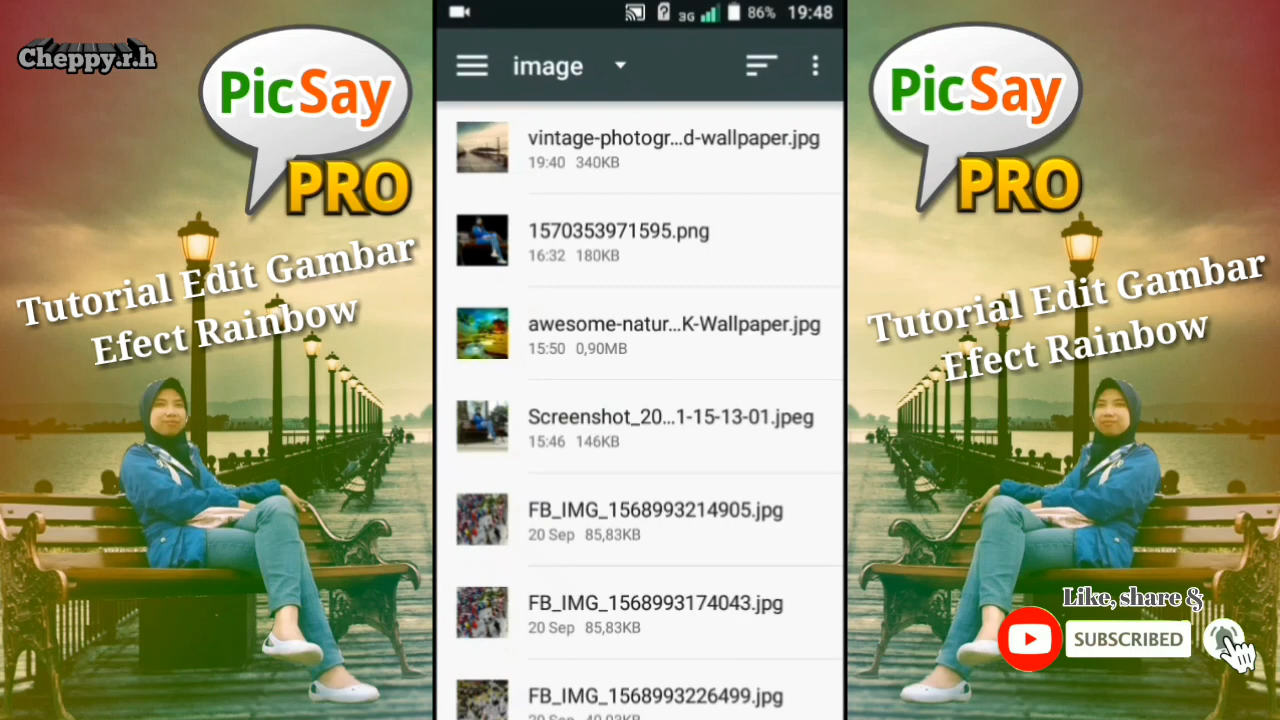 Cheppy.r.h
PicSay
PRO
Tutorial Edit Gambar
Efect Rainbow
3G 86% 19:48
image
vintage-photogr...d-wallpaper.jpg
19:40 340KB
1570353971595.png
16:32 180KB
awesome-natur...K-Wallpaper.jpg
15:50 0,90MB
Screenshot_20...1-15-13-01.jpeg
15:46 146KB
FB_IMG_1568993214905.jpg
20 Sep 85,83KB
FB_IMG_1568993174043.jpg
20 Sep 85,83KB
FB_IMG_1568993226499.jpg
PicSay
PRO
Tutorial Edit Gambar
Efect Rainbow
Like, share &
SUBSCRIBED